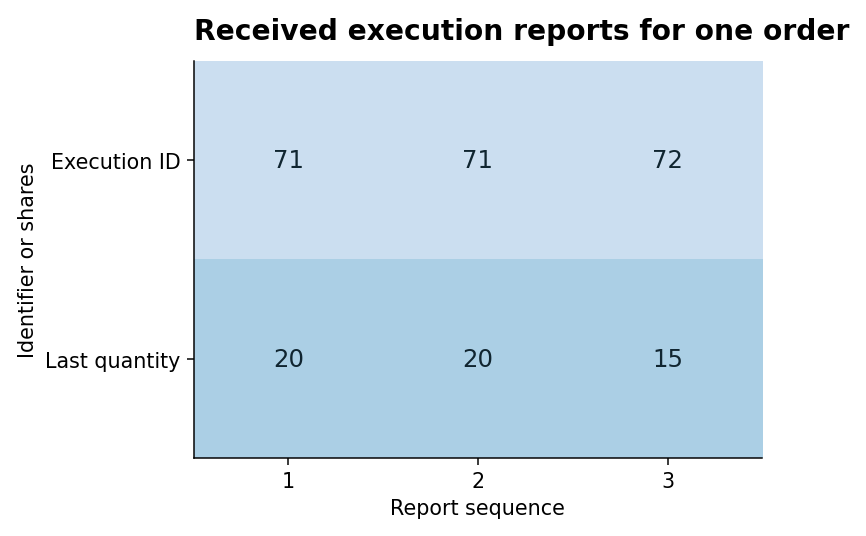 Received execution reports for one order
Identifier or shares
Execution ID 71 71 72
Last quantity 20 20 15
1 2 3
Report sequence